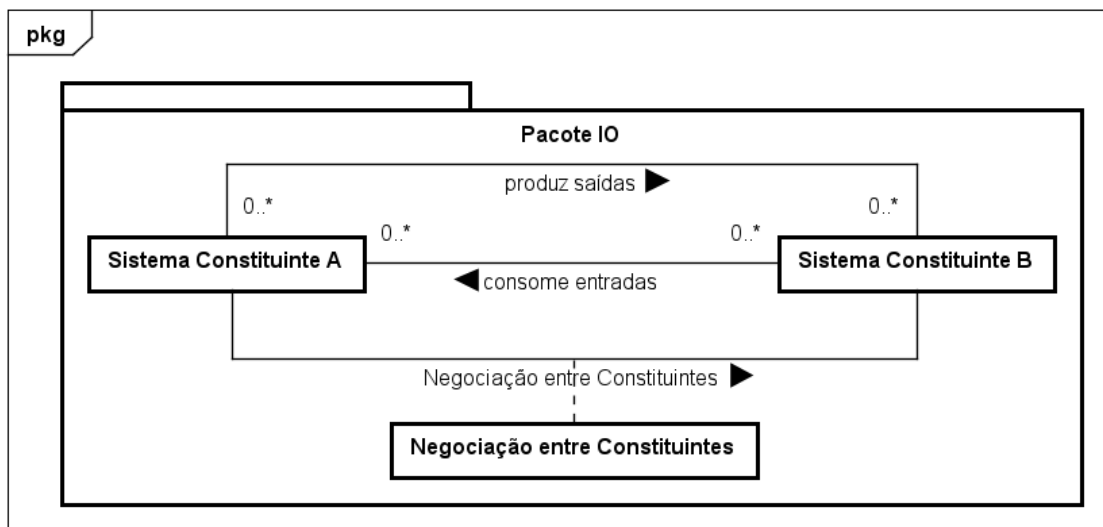 pkg
Pacote IO
produz saídas
0..*
0..*
0..*
0..*
Sistema Constituinte A
Sistema Constituinte B
consome entradas
Negociação entre Constituintes
Negociação entre Constituintes